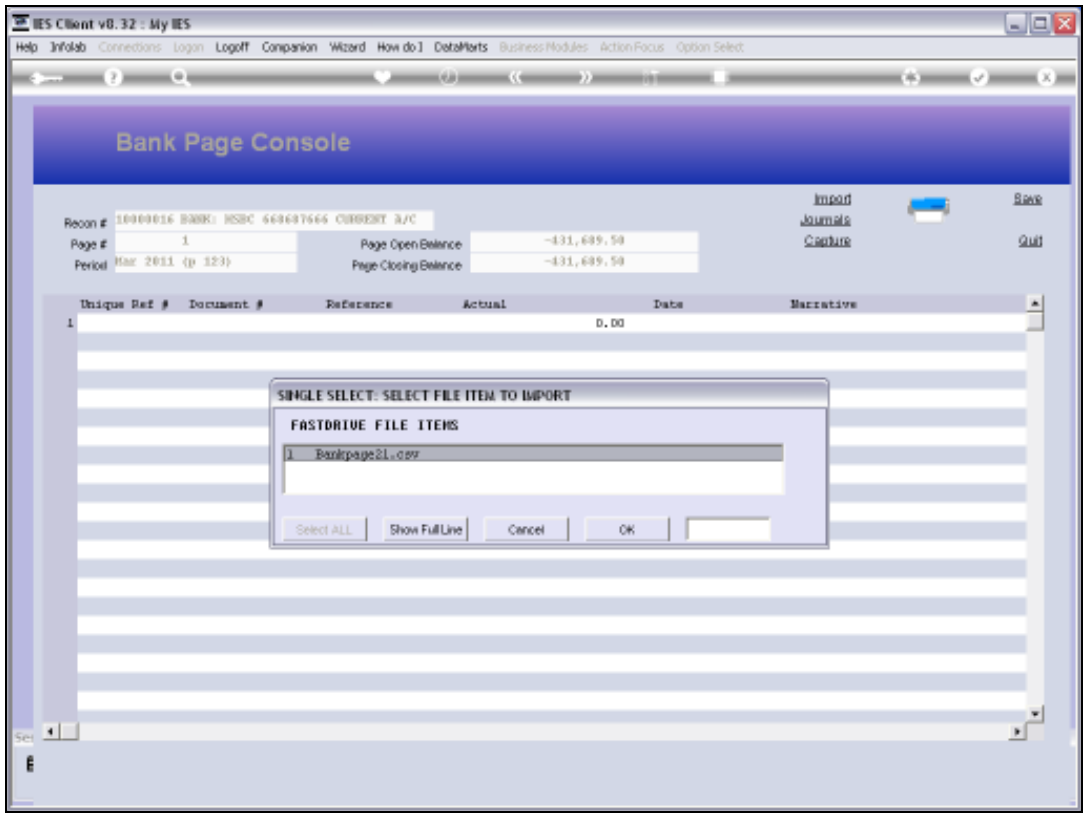 IES Client v8.32 : My IES
Help Infolab Connections Logon Logoff Companion Wizard How do I DataMarts Business Modules Action Focus Option Select
Bank Page Console
Import Save
Recon # 10000016 BANK: HSBC 668687666 CURRENT A/C Journals
Page # 1 Page Open Balance -431,689.50 Capture Quit
Period Mar 2011 (p 123) Page Closing Balance -431,689.50
Unique Ref # Document # Reference Actual Date Narrative
1 0.00
SINGLE SELECT: SELECT FILE ITEM TO IMPORT
FASTDRIVE FILE ITEMS
1 Bankpage21.csv
Select ALL Show Full Line Cancel OK
Ses